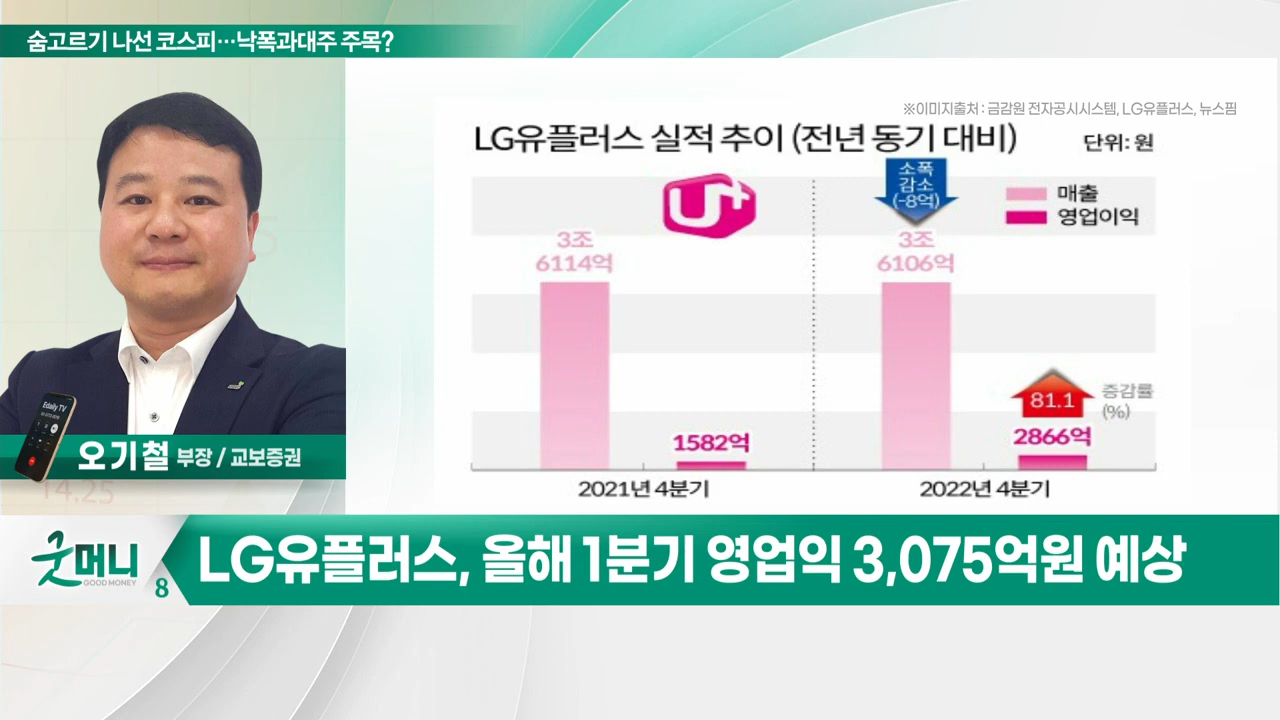 숨고르기 나선 코스피…낙폭과대주 주목?
※이미지출처 : 금감원 전자공시시스템, LG유플러스, 뉴스핌
LG유플러스 실적 추이 (전년 동기 대비)
단위: 원
U+
소폭
감소
(-8억)
매출
영업이익
3조
6114억
3조
6106억
81.1
증감률
(%)
1582억
2866억
2021년 4분기
2022년 4분기
Edaily TV
오기철 부장 / 교보증권
14.25
굿머니
GOOD MONEY
8
LG유플러스, 올해 1분기 영업익 3,075억원 예상